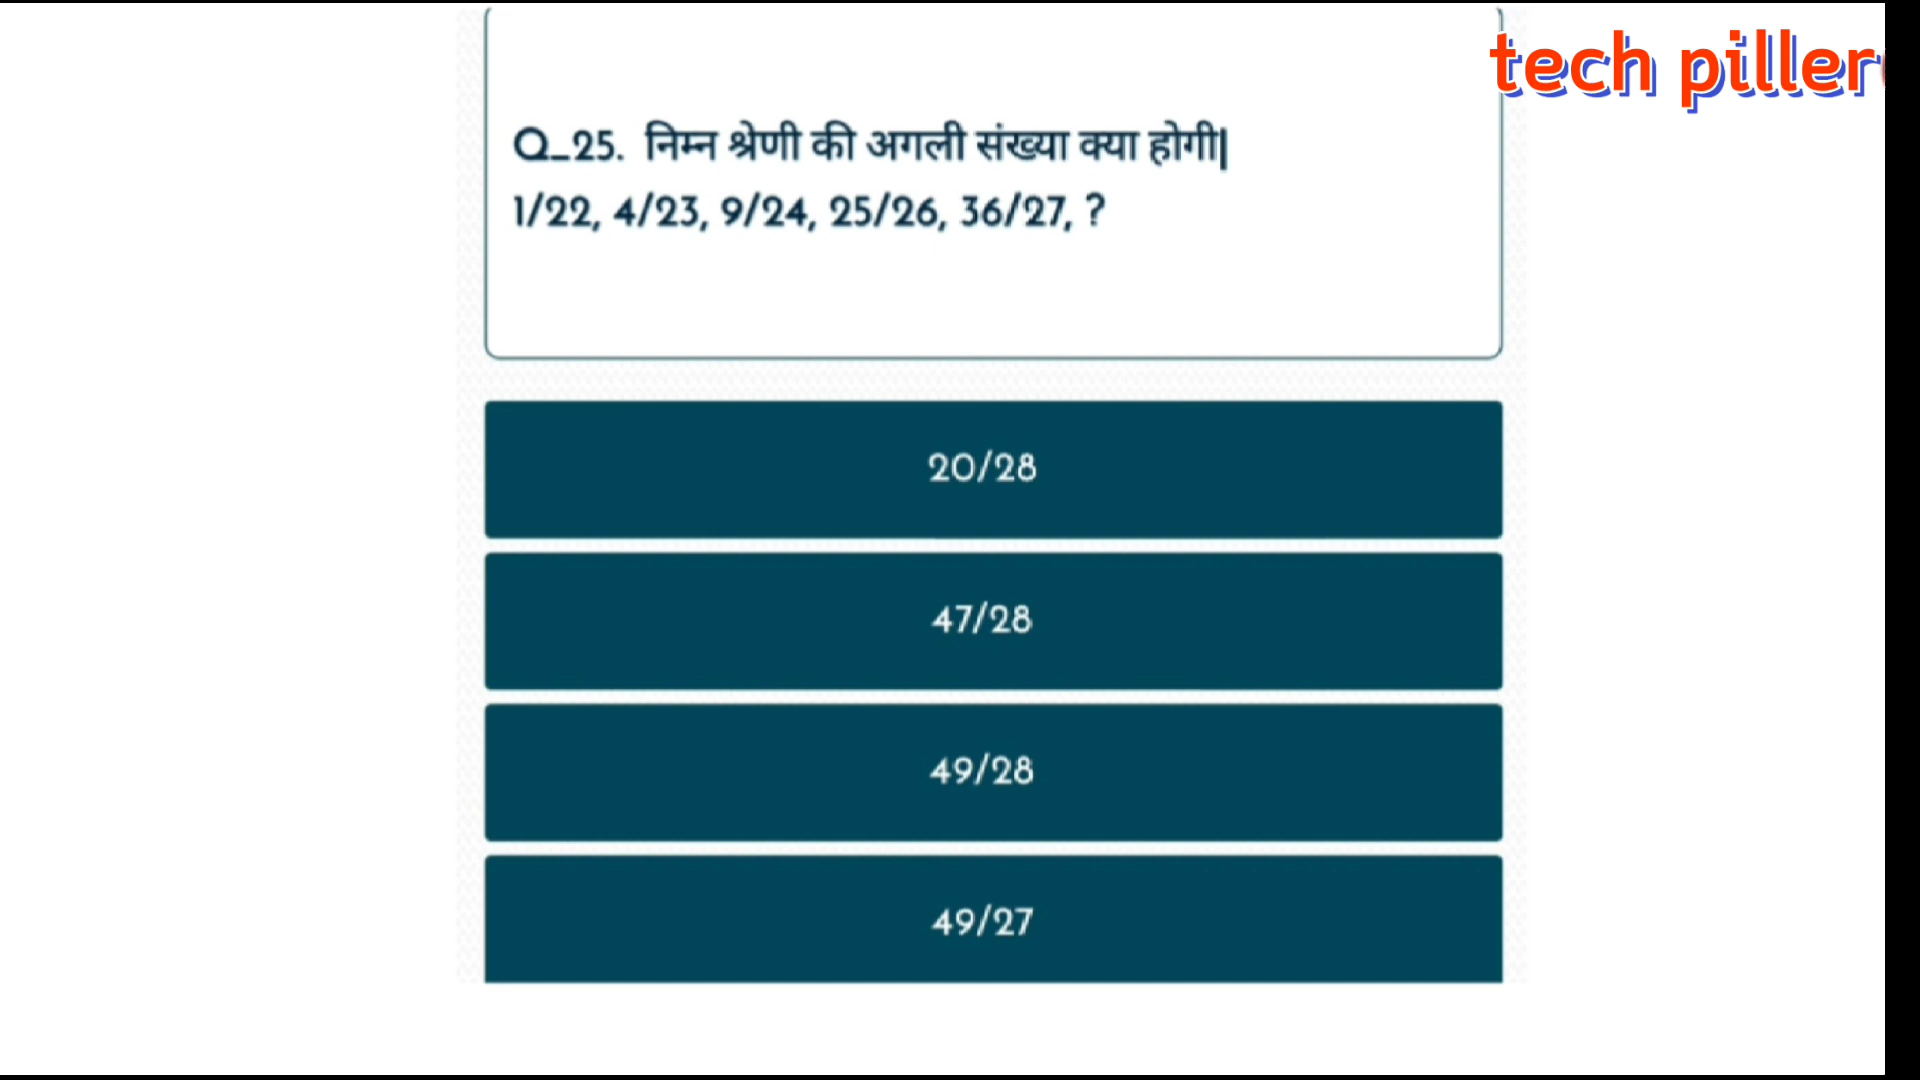 tech piller
Q_25. निम्न श्रेणी की अगली संख्या क्या होगी|
1/22, 4/23, 9/24, 25/26, 36/27, ?
20/28
47/28
49/28
49/27